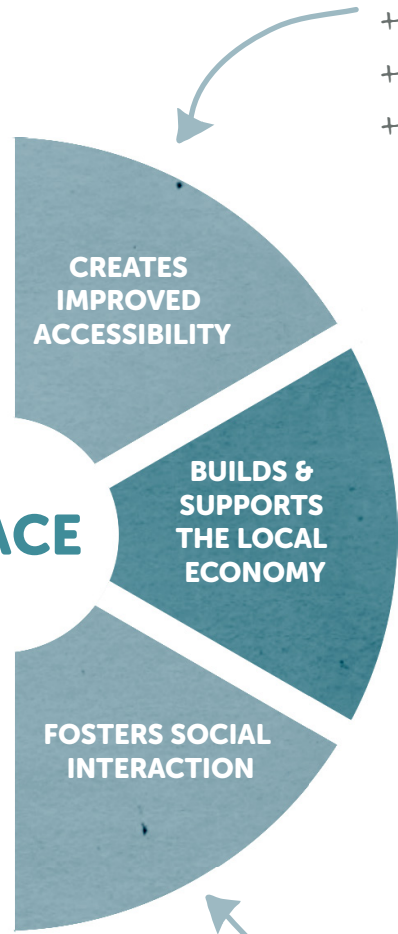 +
+
+
CREATES
IMPROVED
ACCESSIBILITY
BUILDS &
SUPPORTS
THE LOCAL
ECONOMY
ACE
FOSTERS SOCIAL
INTERACTION